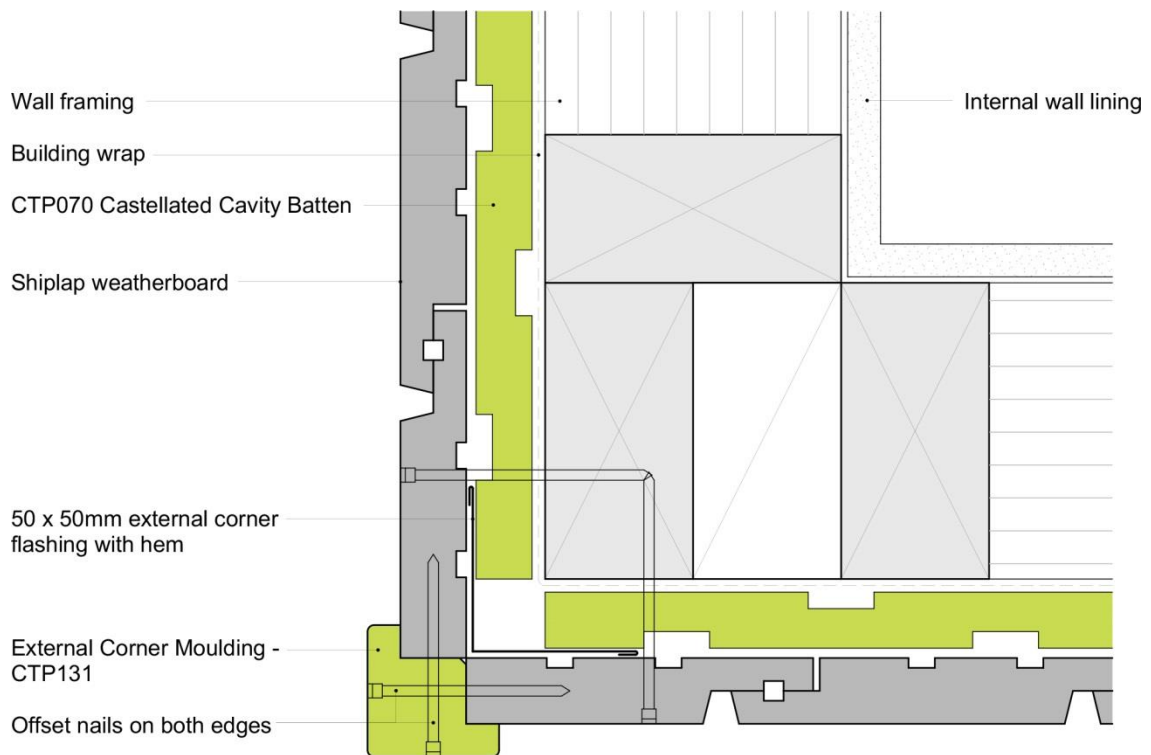 Wall framing
Internal wall lining
Building wrap
CTP070 Castellated Cavity Batten
Shiplap weatherboard
50 x 50mm external corner
flashing with hem
External Corner Moulding -
CTP131
Offset nails on both edges